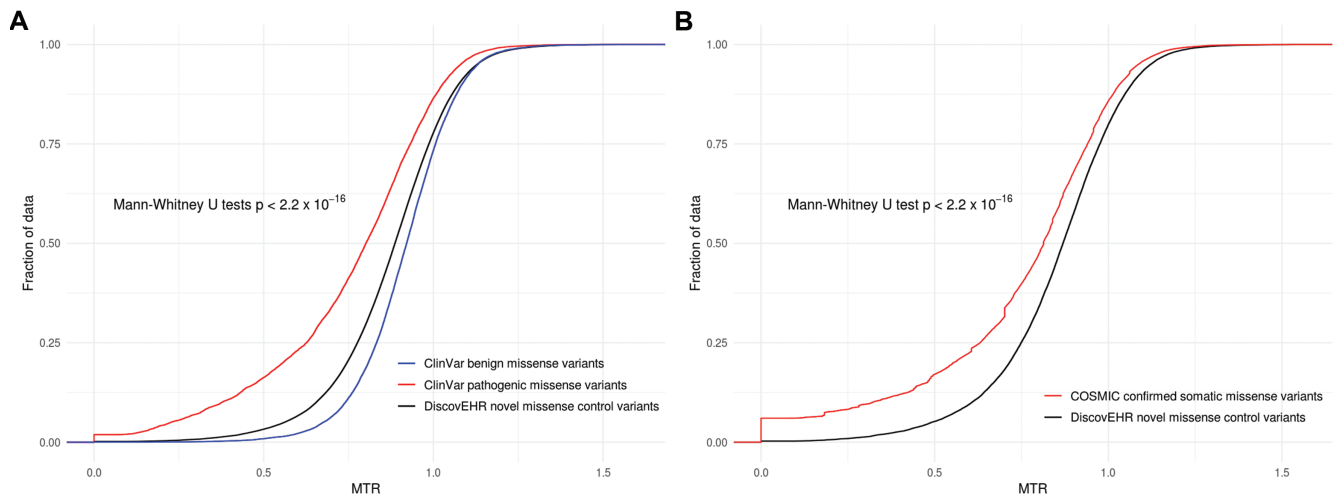 A
1.00
0.75
0.50
0.25
0.00
Fraction of data
Mann-Whitney U tests p < 2.2 x 10⁻¹⁶
ClinVar benign missense variants
ClinVar pathogenic missense variants
DiscovEHR novel missense control variants
0.0
0.5
1.0
1.5
MTR
B
1.00
0.75
0.50
0.25
0.00
Fraction of data
Mann-Whitney U test p < 2.2 x 10⁻¹⁶
COSMIC confirmed somatic missense variants
DiscovEHR novel missense control variants
0.0
0.5
1.0
1.5
MTR